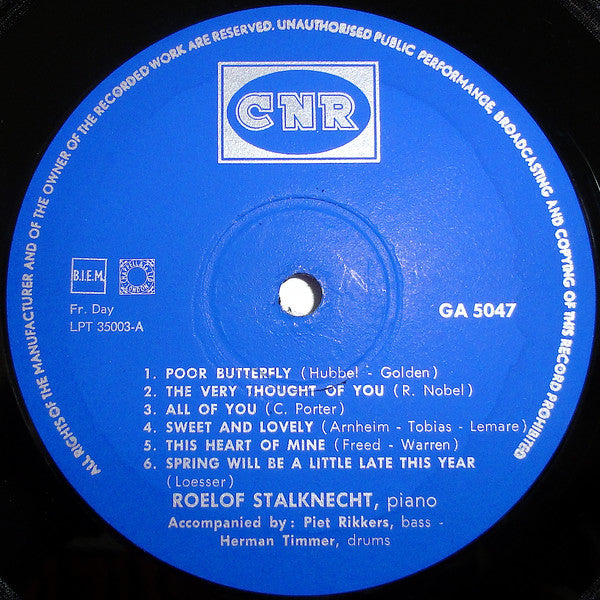 ALL RIGHTS OF THE MANUFACTURER AND OF THE OWNER OF THE RECORDED WORK ARE RESERVED. UNAUTHORISED PUBLIC PERFORMANCE, BROADCASTING AND COPYING OF THIS RECORD PROHIBITED
CNR
B.I.E.M.
CHAPPELL & CO LTD LONDON
Fr. Day
LPT 35003-A
GA 5047
1. POOR BUTTERFLY (Hubbel - Golden)
2. THE VERY THOUGHT OF YOU (R. Nobel)
3. ALL OF YOU (C. Porter)
4. SWEET AND LOVELY (Arnheim - Tobias - Lemare)
5. THIS HEART OF MINE (Freed - Warren)
6. SPRING WILL BE A LITTLE LATE THIS YEAR
(Loesser)
ROELOF STALKNECHT, piano
Accompanied by: Piet Rikkers, bass -
Herman Timmer, drums